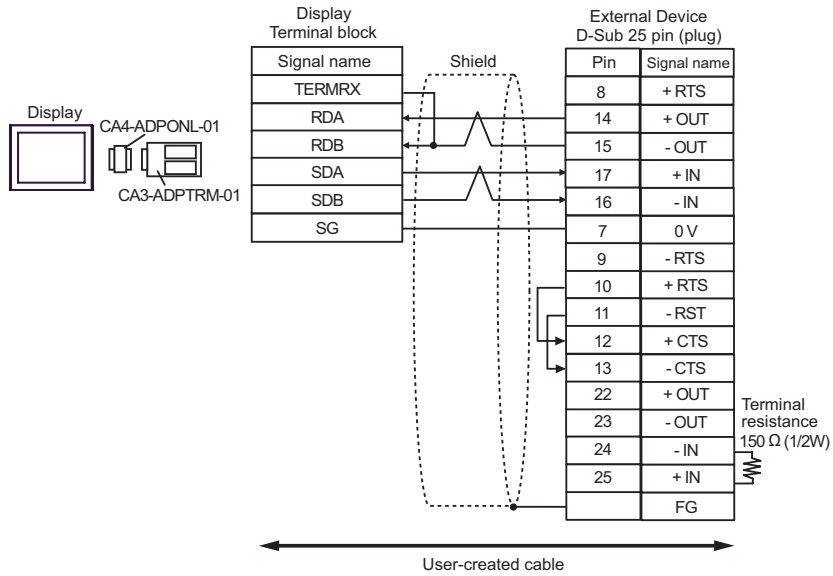 Display
Terminal block
External Device
D-Sub 25 pin (plug)
Signal name
Shield
Pin
Signal name
TERMRX
8
+ RTS
Display
CA4-ADPONL-01
CA3-ADPTRM-01
RDA
14
+ OUT
RDB
15
- OUT
SDA
17
+ IN
SDB
16
- IN
SG
7
0 V
9
- RTS
10
+ RTS
11
- RST
12
+ CTS
13
- CTS
22
+ OUT
23
- OUT
24
- IN
25
+ IN
FG
Terminal
resistance
150 Ω (1/2W)
User-created cable